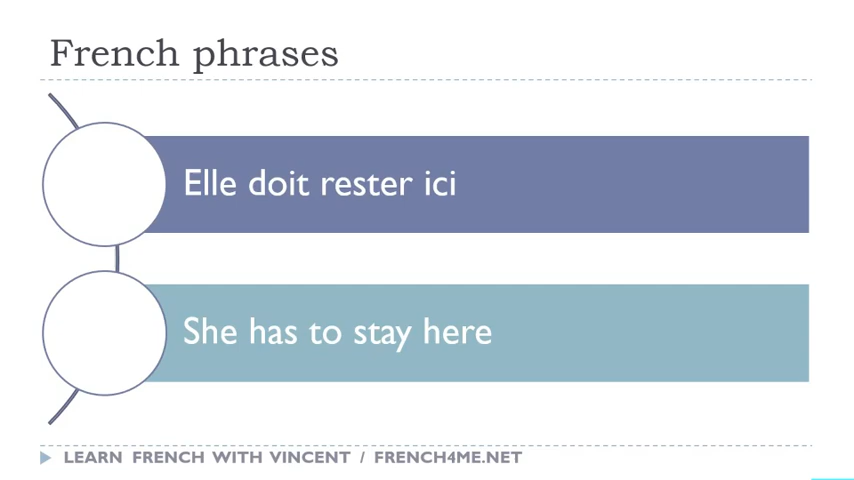 French phrases
Elle doit rester ici
She has to stay here
LEARN FRENCH WITH VINCENT / FRENCH4ME.NET